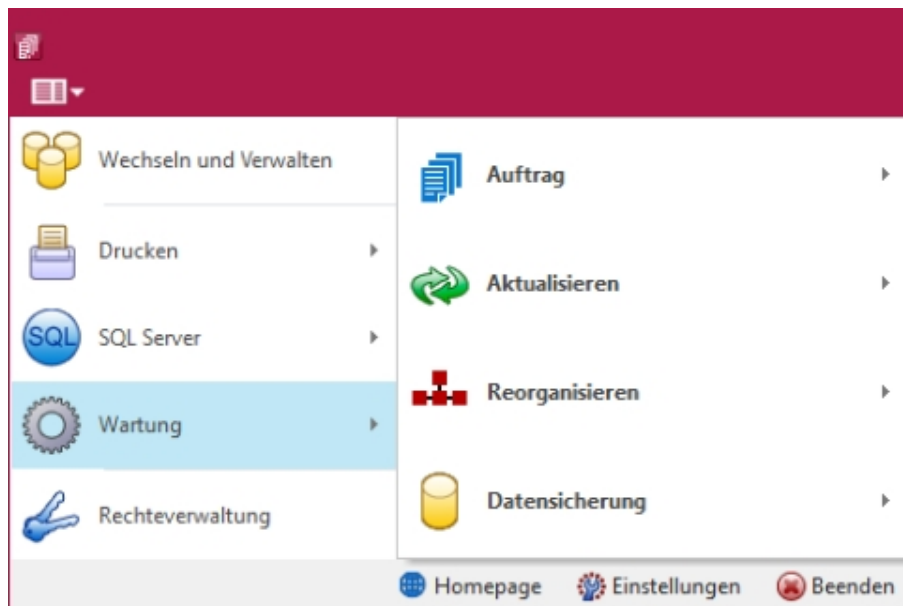 Wechseln und Verwalten
Drucken
SQL
SQL Server
Wartung
Rechteverwaltung
Auftrag
Aktualisieren
Reorganisieren
Datensicherung
Homepage
Einstellungen
Beenden